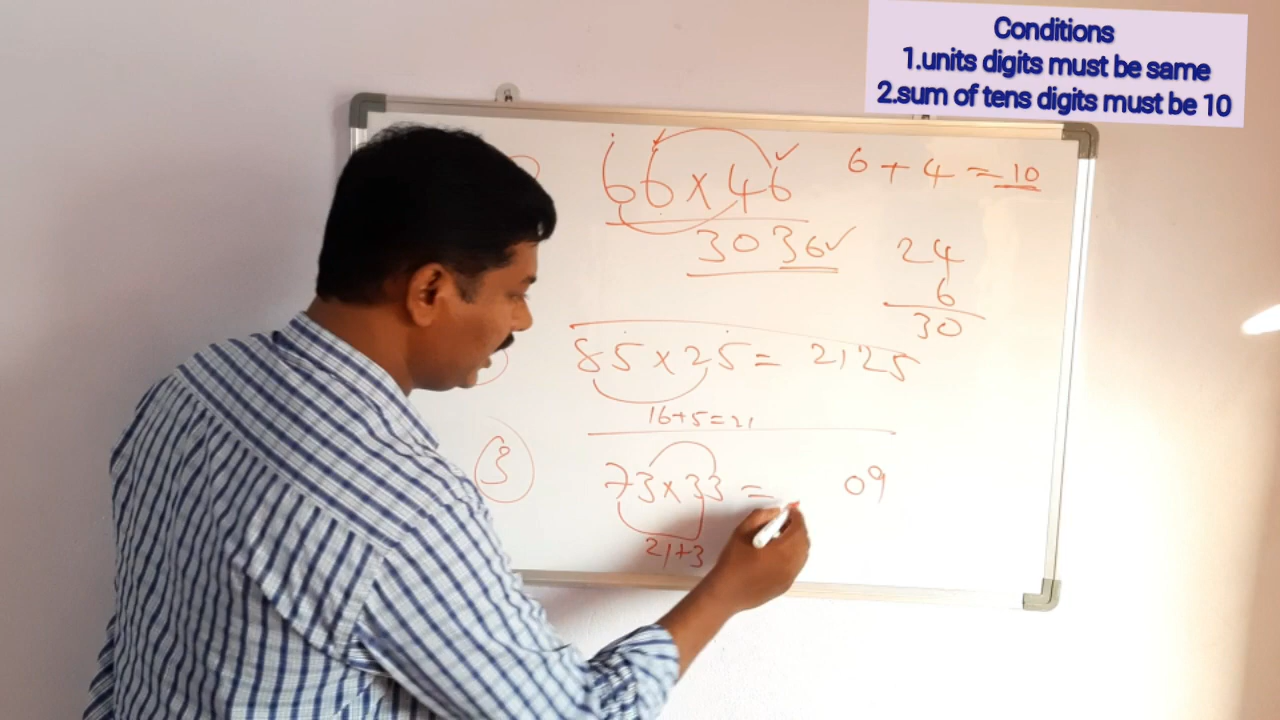 Conditions
1.units digits must be same
2.sum of tens digits must be 10
66 x 46
6 + 4 = 10
3036
24
6
30
85 x 25 = 2125
16+5=21
3
73 x 33 = 09
21+3